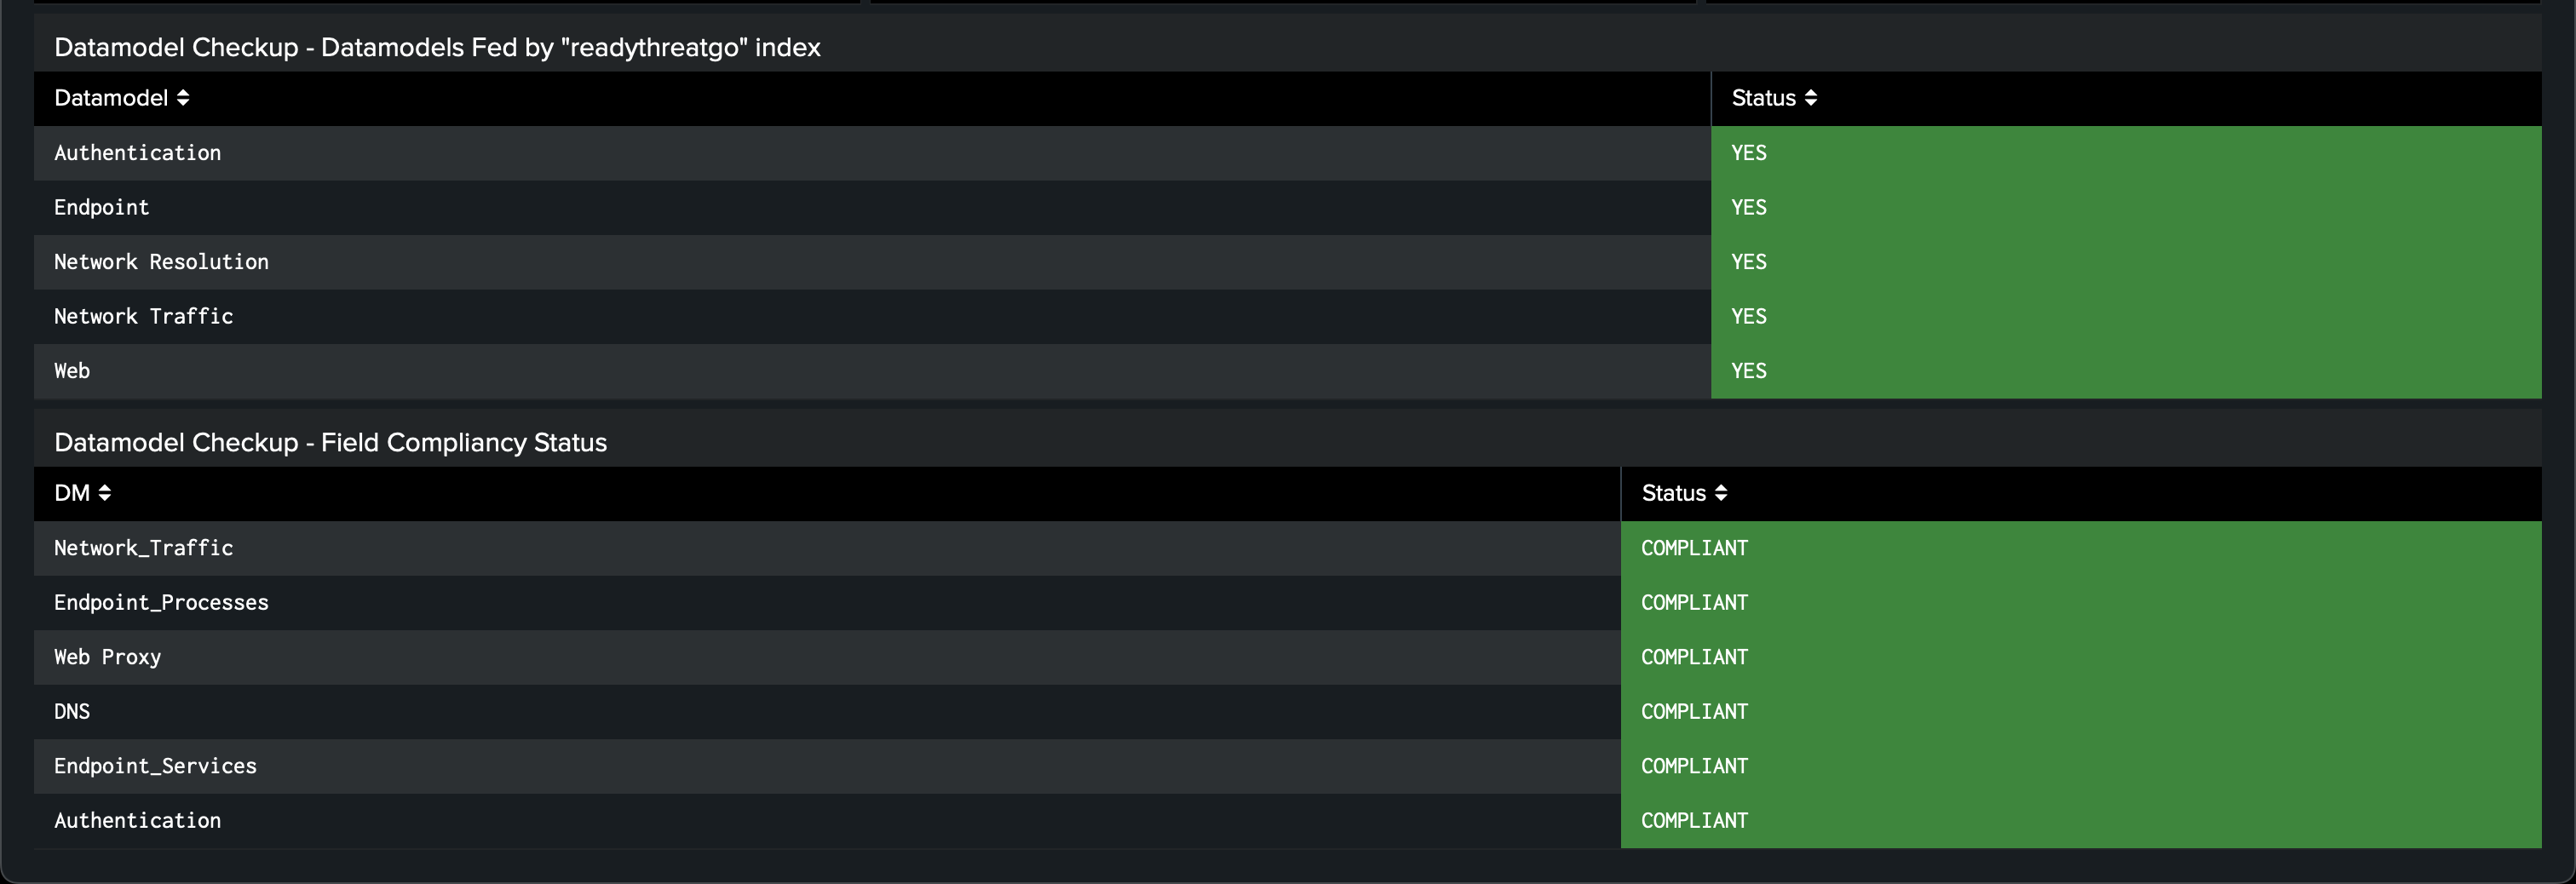 Datamodel Checkup - Datamodels Fed by "readythreatgo" index
Datamodel Status
Authentication YES
Endpoint YES
Network Resolution YES
Network Traffic YES
Web YES
Datamodel Checkup - Field Compliancy Status
DM Status
Network_Traffic COMPLIANT
Endpoint_Processes COMPLIANT
Web Proxy COMPLIANT
DNS COMPLIANT
Endpoint_Services COMPLIANT
Authentication COMPLIANT